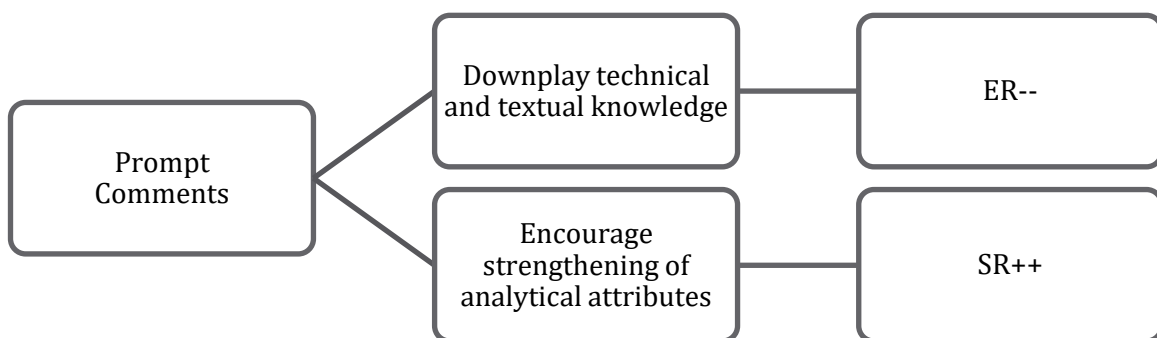 Prompt
Comments
Downplay technical
and textual knowledge
ER--
Encourage
strengthening of
analytical attributes
SR++